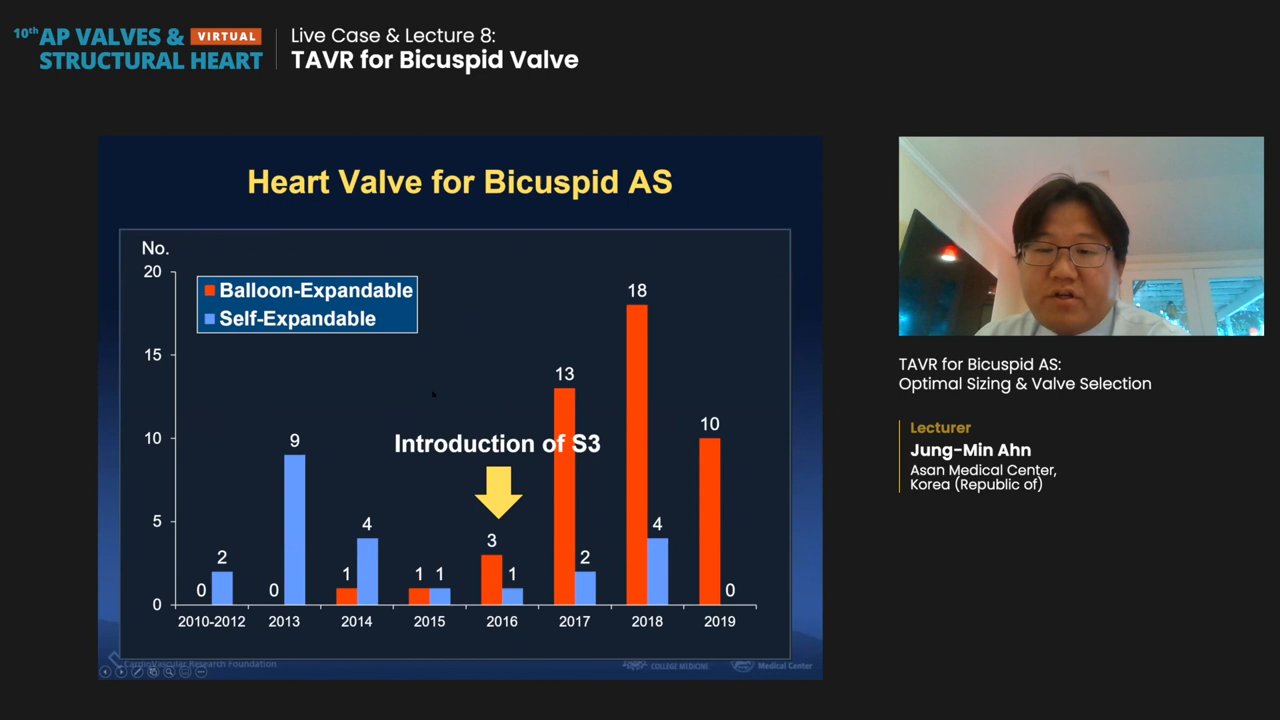 10th AP VALVES & VIRTUAL
STRUCTURAL HEART
Live Case & Lecture 8:
TAVR for Bicuspid Valve
Heart Valve for Bicuspid AS
No.
20
15
10
5
0
Balloon-Expandable
Self-Expandable
Introduction of S3
0 2
0 9
1 4
1 1
3 1
13 2
18 4
10 0
2010-2012 2013 2014 2015 2016 2017 2018 2019
CardioVascular Research Foundation
COLLEGE MEDICINE
Medical Center
TAVR for Bicuspid AS:
Optimal Sizing & Valve Selection
Lecturer
Jung-Min Ahn
Asan Medical Center,
Korea (Republic of)